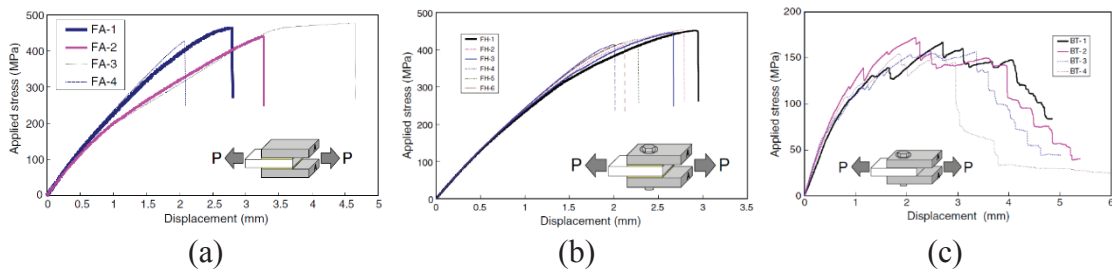 500
400
300
200
100
0
Applied stress (MPa)
FA-1
FA-2
FA-3
FA-4
P
P
0
0.5
1
1.5
2
2.5
3
3.5
4
4.5
5
Displacement (mm)
(a)
500
400
300
200
100
0
Applied stress (MPa)
FH-1
FH-2
FH-3
FH-4
FH-5
FH-6
P
P
0
0.5
1
1.5
2
2.5
3
3.5
Displacement (mm)
(b)
200
150
100
50
0
Applied stress (MPa)
BT-1
BT-2
BT-3
BT-4
P
P
0
1
2
3
4
5
6
Displacement (mm)
(c)